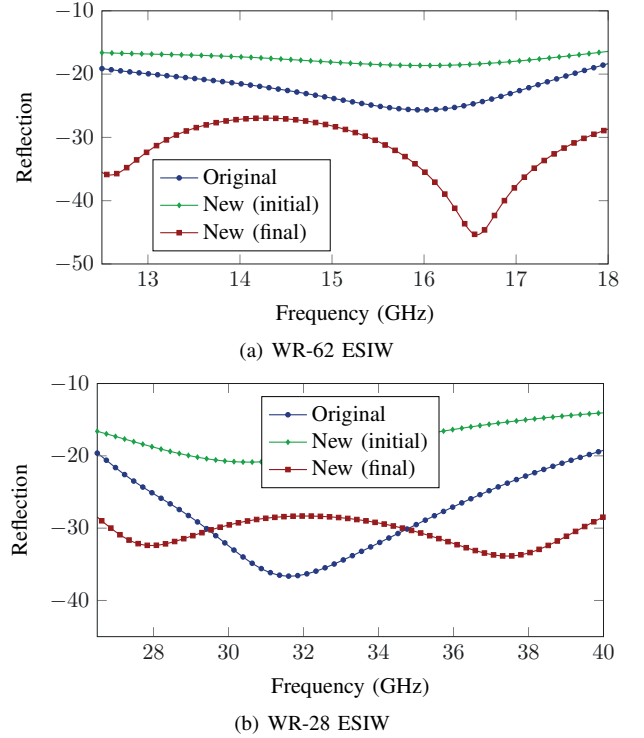 −10
−20
−30
−40
−50
Reflection
Original
New (initial)
New (final)
13 14 15 16 17 18
Frequency (GHz)
(a) WR-62 ESIW
−10
−20
−30
−40
Reflection
Original
New (initial)
New (final)
28 30 32 34 36 38 40
Frequency (GHz)
(b) WR-28 ESIW